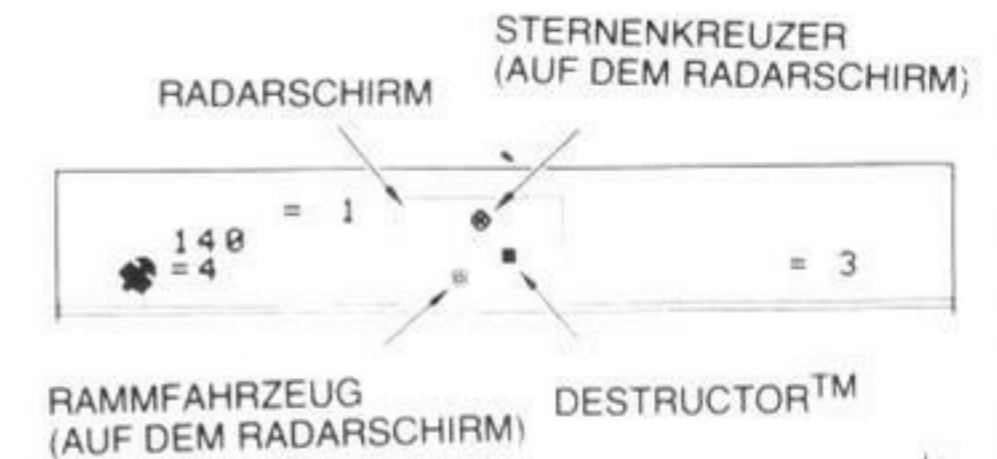 STERNENKREUZER
(AUF DEM RADARSCHIRM)
RADARSCHIRM
= 1
140
= 4
= 3
RAMMFAHRZEUG
(AUF DEM RADARSCHIRM)
DESTRUCTOR™